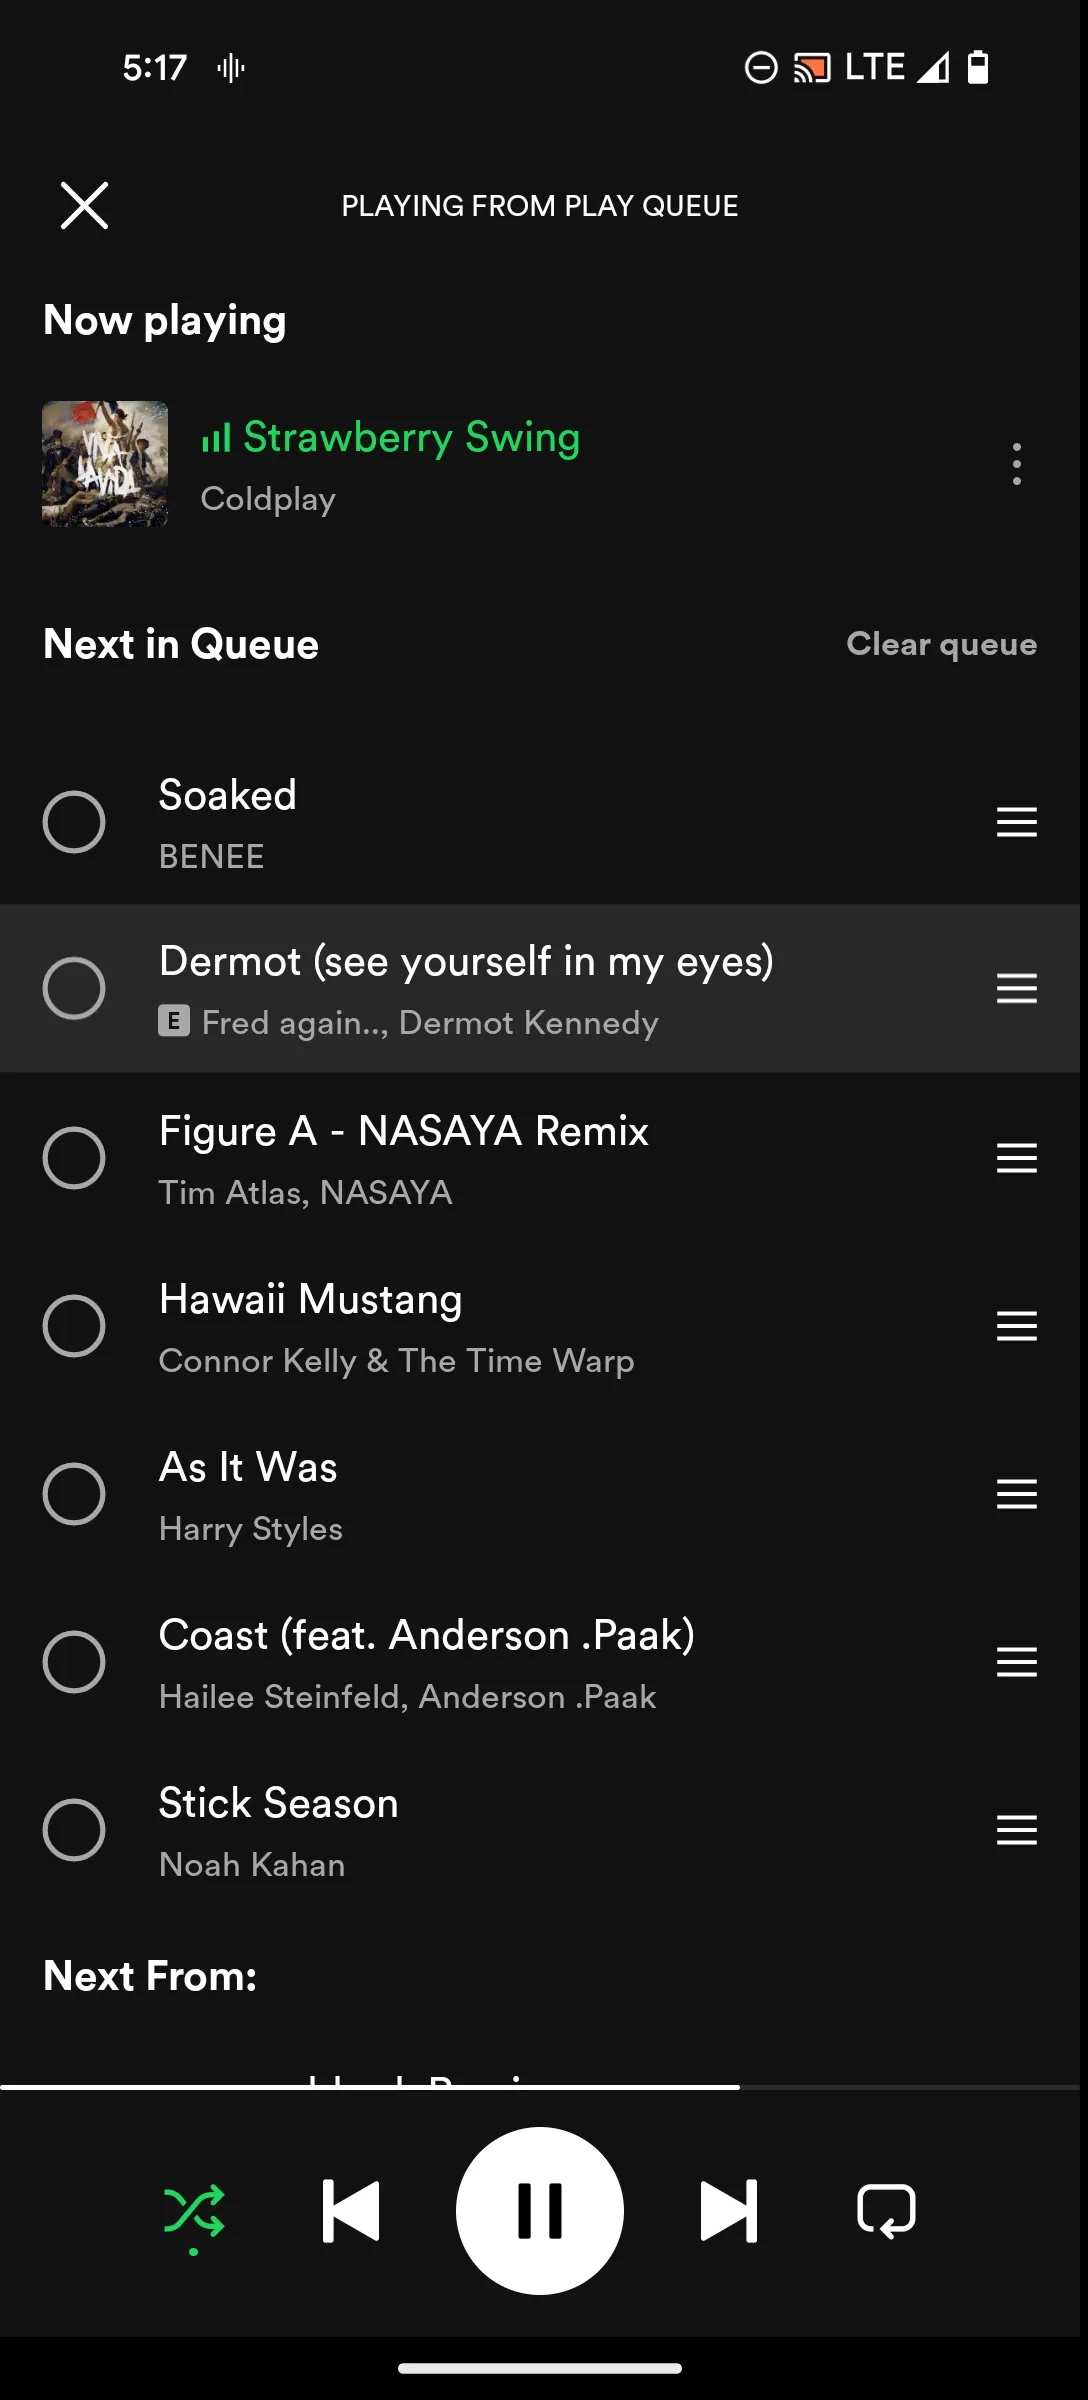 5:17
LTE
PLAYING FROM PLAY QUEUE
Now playing
VIVA
LA VIDA
Strawberry Swing
Coldplay
Next in Queue
Clear queue
Soaked
BENEE
Dermot (see yourself in my eyes)
E Fred again.., Dermot Kennedy
Figure A - NASAYA Remix
Tim Atlas, NASAYA
Hawaii Mustang
Connor Kelly & The Time Warp
As It Was
Harry Styles
Coast (feat. Anderson .Paak)
Hailee Steinfeld, Anderson .Paak
Stick Season
Noah Kahan
Next From: